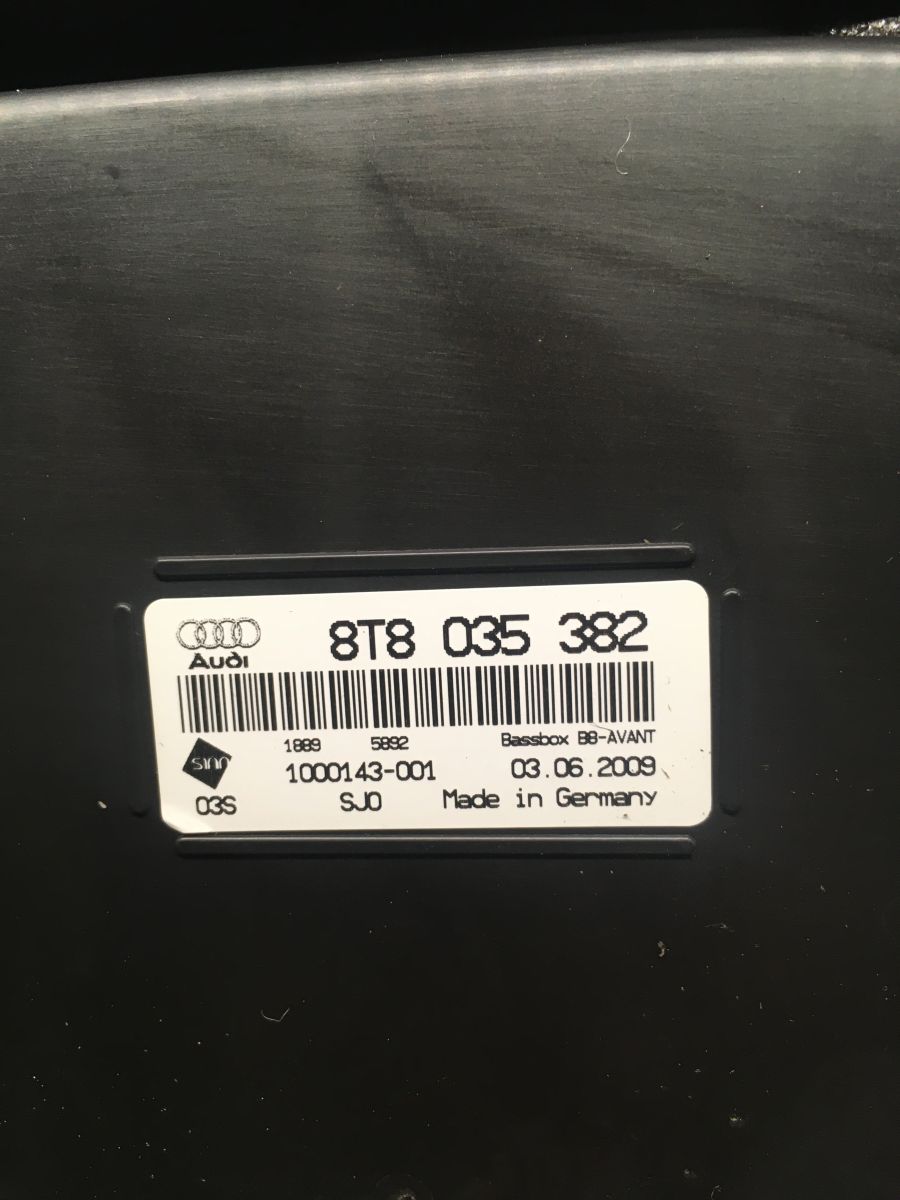 8T8 035 382
Audi
1889 5892 Bassbox B8-AVANT
1000143-001 03.06.2009
03S SJ0 Made in Germany